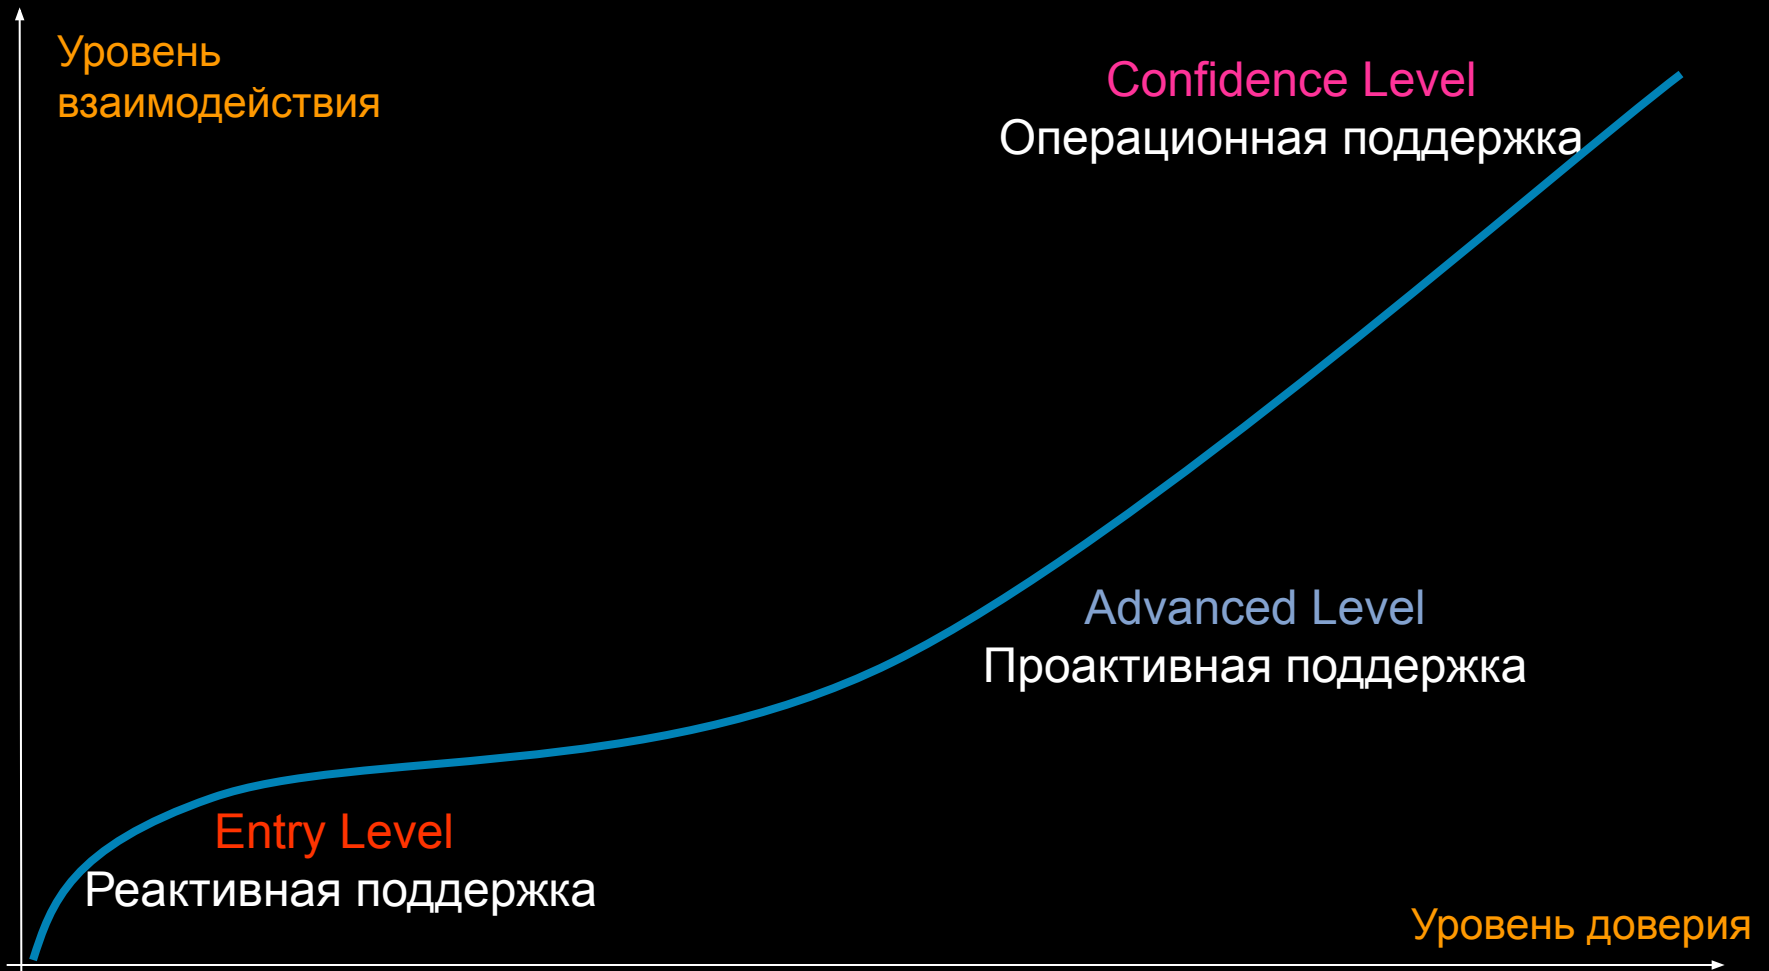 Уровень
взаимодействия
Confidence Level
Операционная поддержка
Advanced Level
Проактивная поддержка
Entry Level
Реактивная поддержка
Уровень доверия